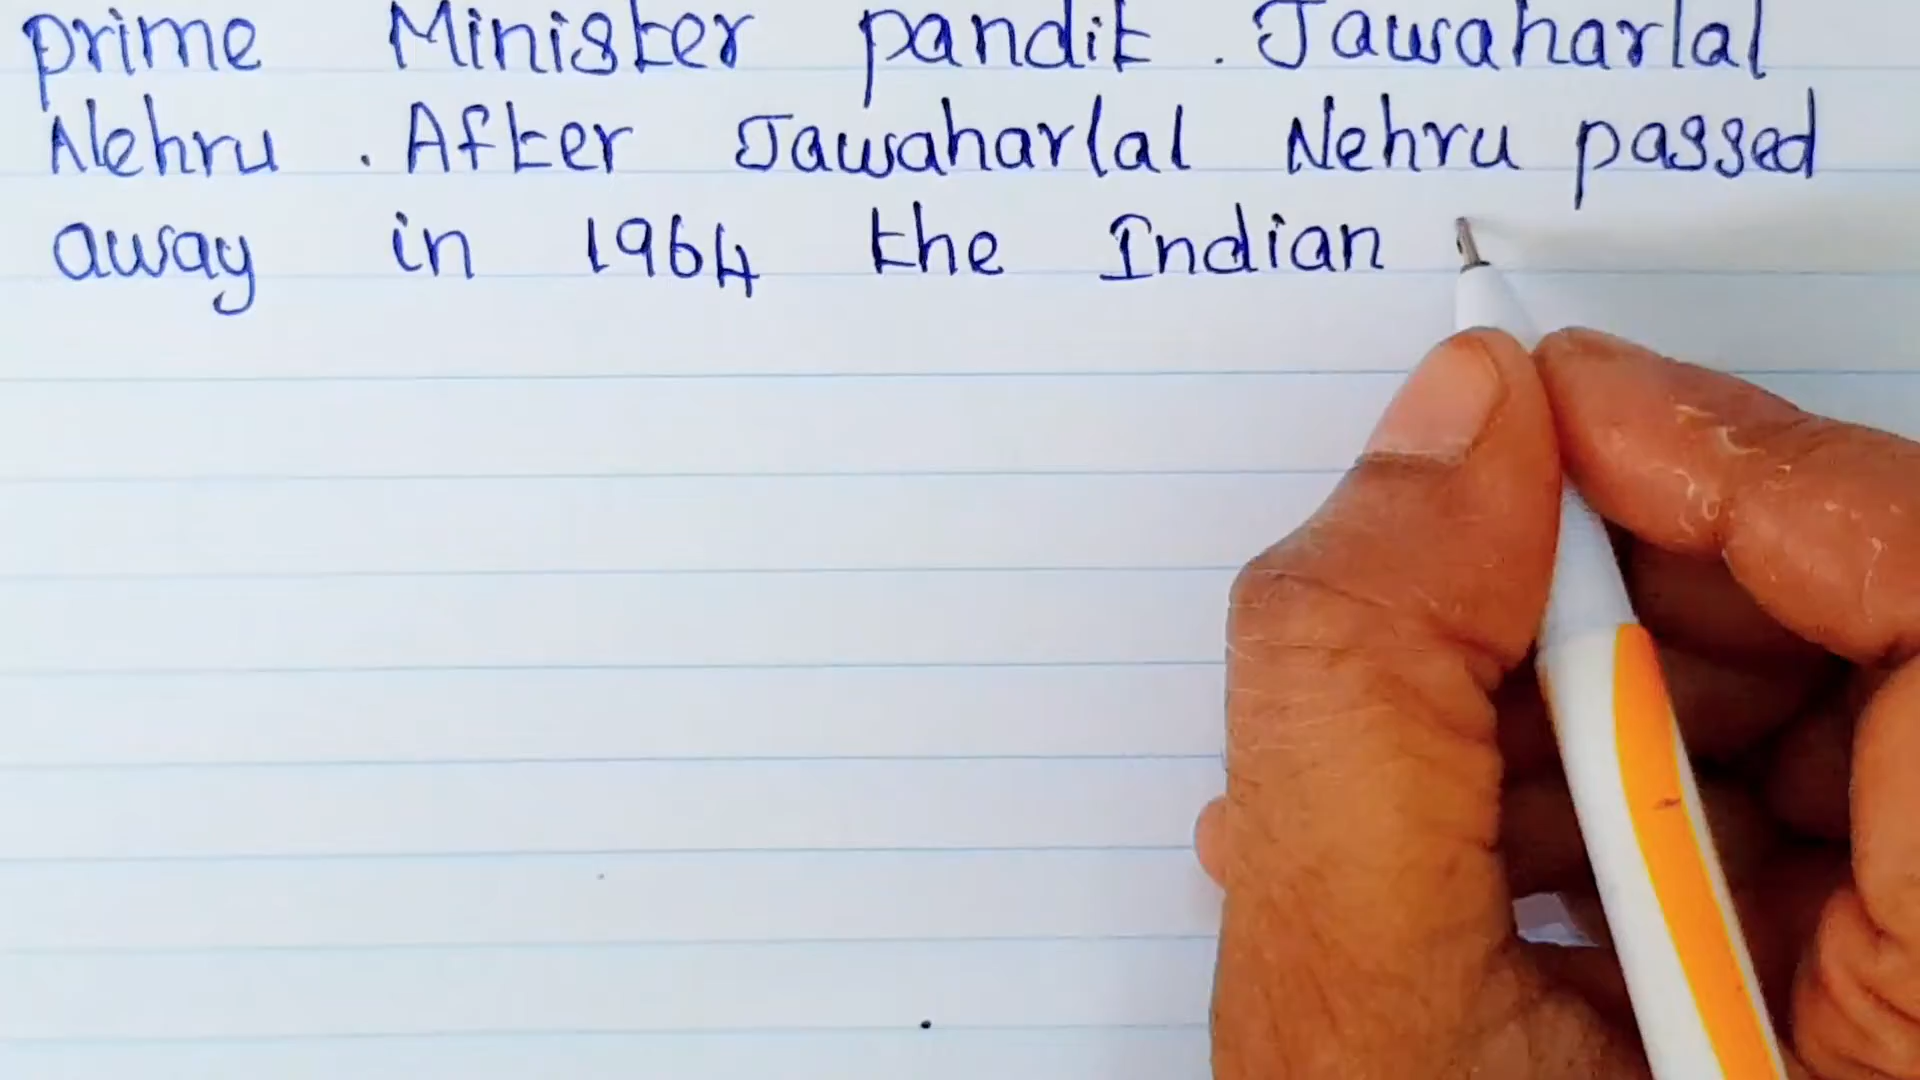 prime Minister pandit . Jawaharlal
Nehru . After Jawaharlal Nehru passed
away in 1964 the Indian